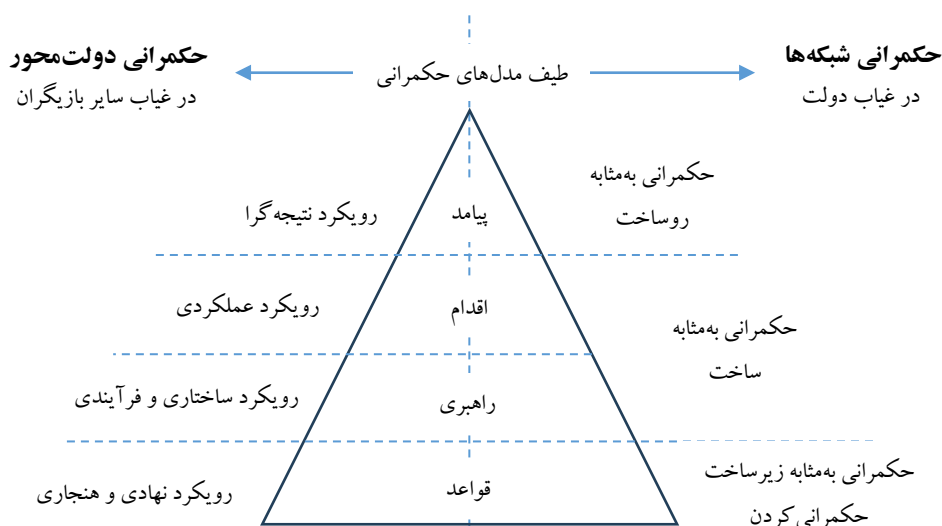 حکمرانی شبکه‌ها
در غیاب دولت
طیف مدل‌های حکمرانی
حکمرانی دولت‌محور
در غیاب سایر بازیگران
حکمرانی به‌مثابه
روساخت
پیامد
رویکرد نتیجه‌گرا
حکمرانی به‌مثابه
ساخت
اقدام
رویکرد عملکردی
راهبری
رویکرد ساختاری و فرآیندی
حکمرانی به‌مثابه زیرساخت
حکمرانی‌کردن
قواعد
رویکرد نهادی و هنجاری